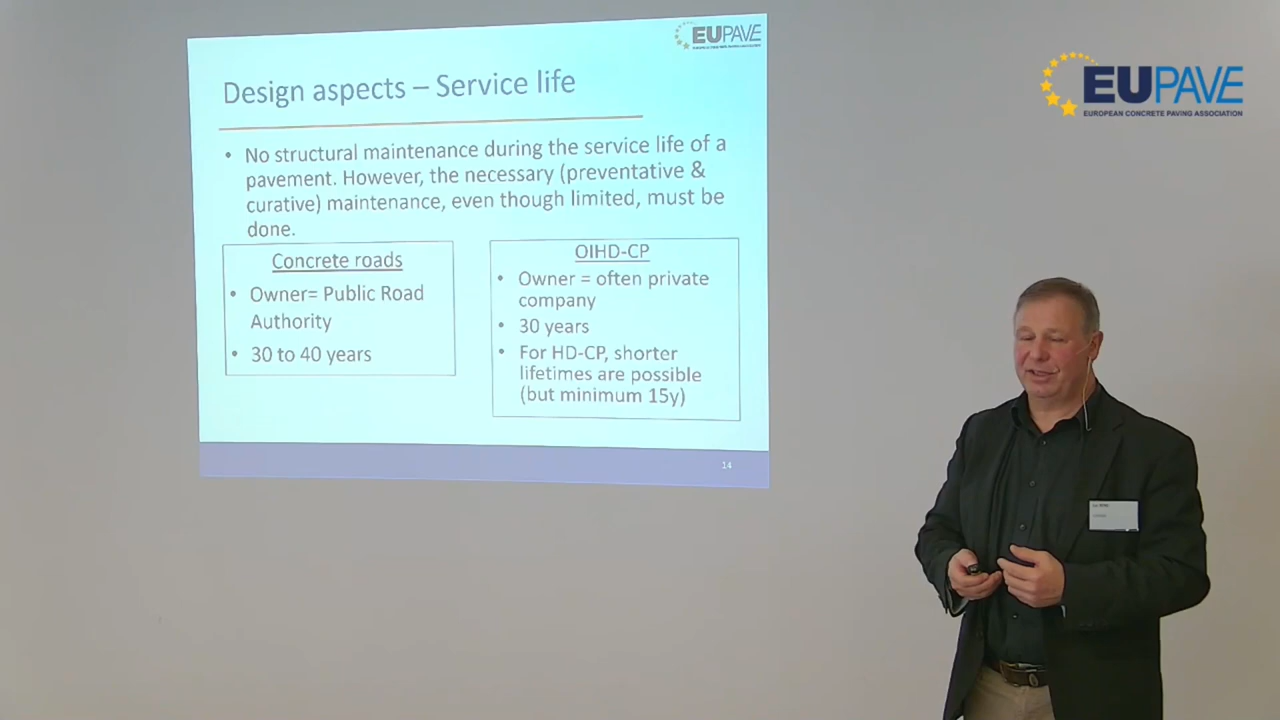 EUPAVE
Design aspects – Service life
• No structural maintenance during the service life of a
pavement. However, the necessary (preventative &
curative) maintenance, even though limited, must be
done.
Concrete roads
• Owner= Public Road
Authority
• 30 to 40 years
OIHD-CP
• Owner = often private
company
• 30 years
• For HD-CP, shorter
lifetimes are possible
(but minimum 15y)
14
EUPAVE
EUROPEAN CONCRETE PAVING ASSOCIATION